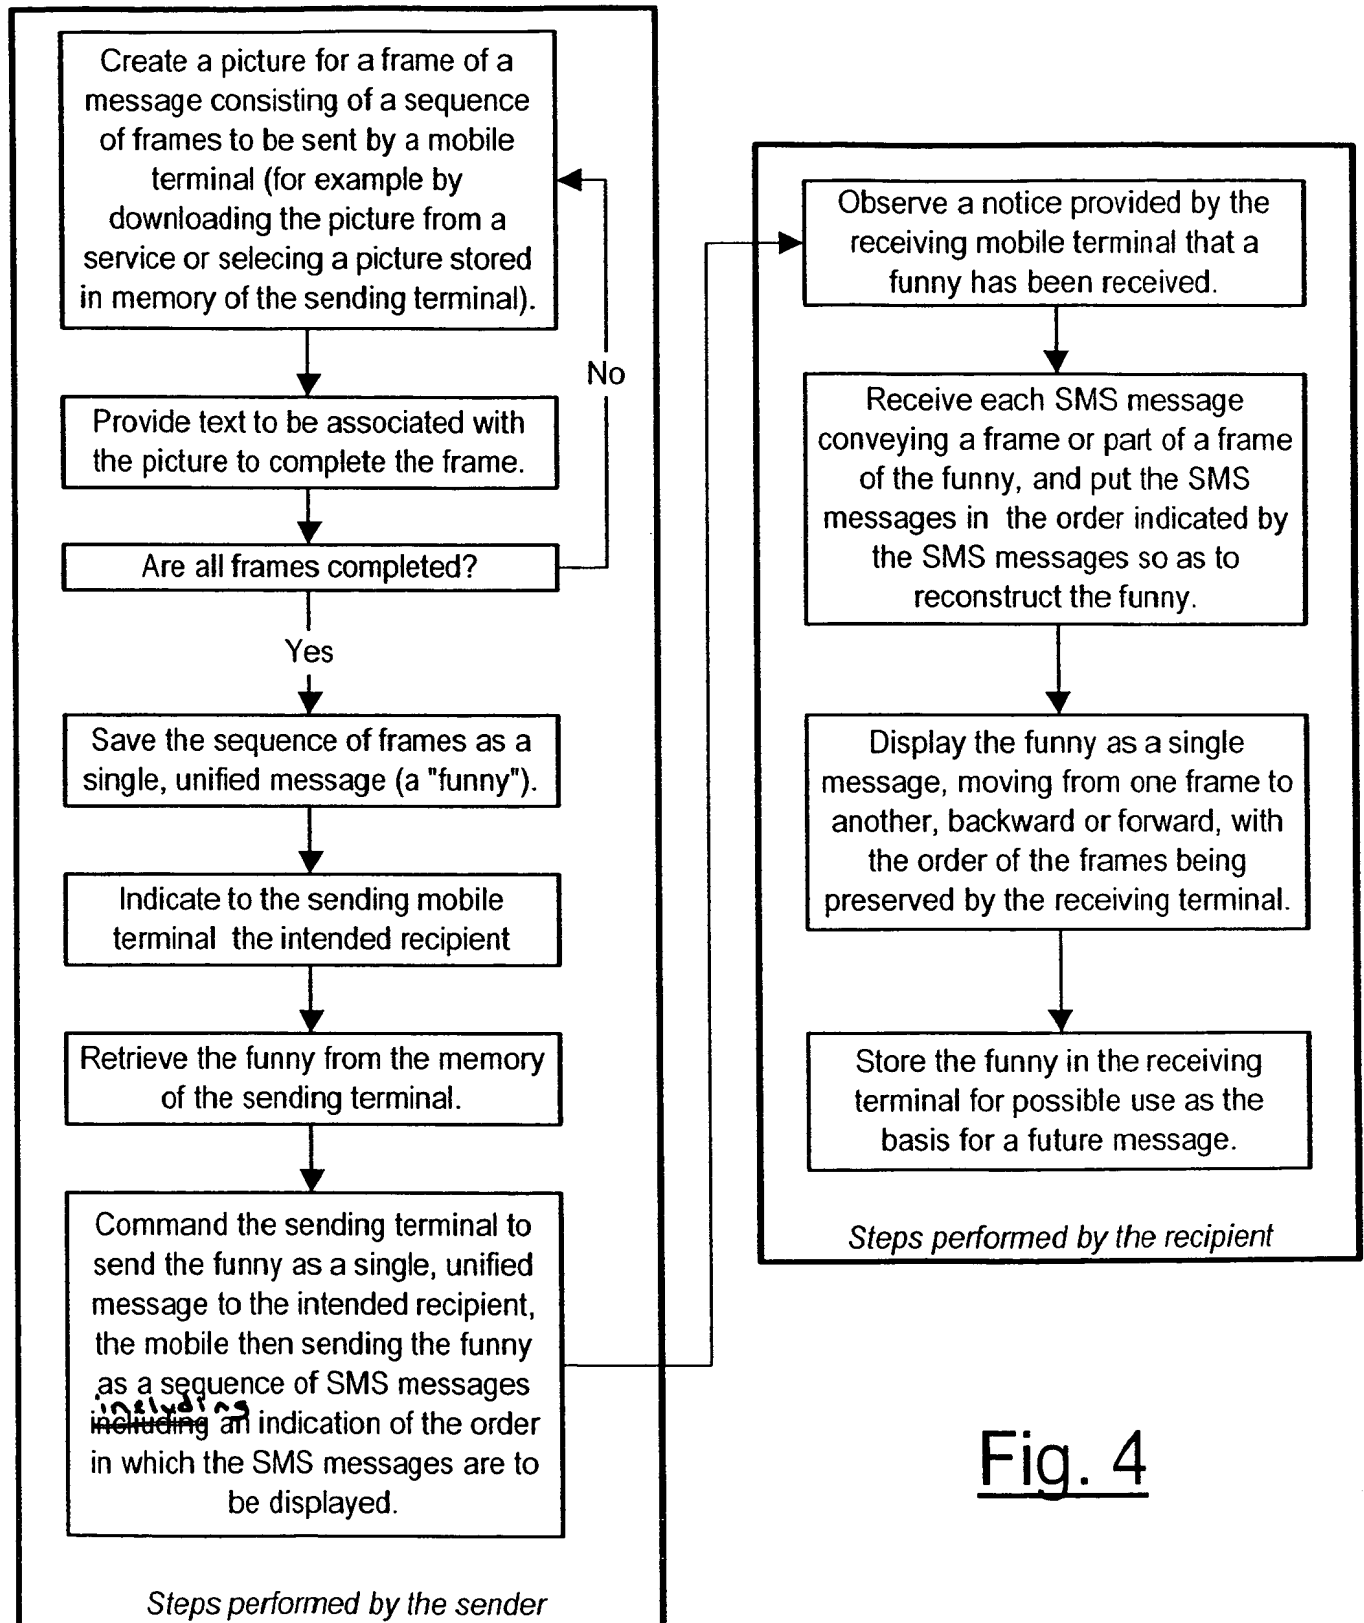 Create a picture for a frame of a
message consisting of a sequence
of frames to be sent by a mobile
terminal (for example by
downloading the picture from a
service or selecing a picture stored
in memory of the sending terminal).
No
Provide text to be associated with
the picture to complete the frame.
Are all frames completed?
Yes
Save the sequence of frames as a
single, unified message (a "funny").
Indicate to the sending mobile
terminal the intended recipient
Retrieve the funny from the memory
of the sending terminal.
Command the sending terminal to
send the funny as a single, unified
message to the intended recipient,
the mobile then sending the funny
as a sequence of SMS messages
including
incliuding an indication of the order
in which the SMS messages are to
be displayed.
Steps performed by the sender
Observe a notice provided by the
receiving mobile terminal that a
funny has been received.
Receive each SMS message
conveying a frame or part of a frame
of the funny, and put the SMS
messages in the order indicated by
the SMS messages so as to
reconstruct the funny.
Display the funny as a single
message, moving from one frame to
another, backward or forward, with
the order of the frames being
preserved by the receiving terminal.
Store the funny in the receiving
terminal for possible use as the
basis for a future message.
Steps performed by the recipient
Fig. 4